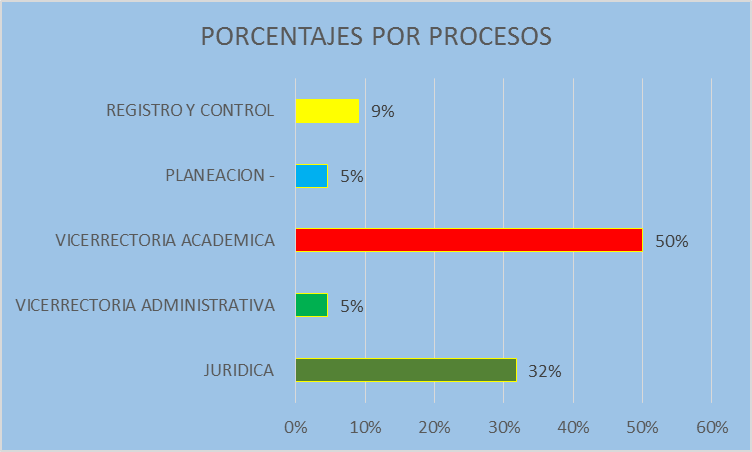 PORCENTAJES POR PROCESOS
REGISTRO Y CONTROL 9%
PLANEACION - 5%
VICERRECTORIA ACADEMICA 50%
VICERRECTORIA ADMINISTRATIVA 5%
JURIDICA 32%
0% 10% 20% 30% 40% 50% 60%